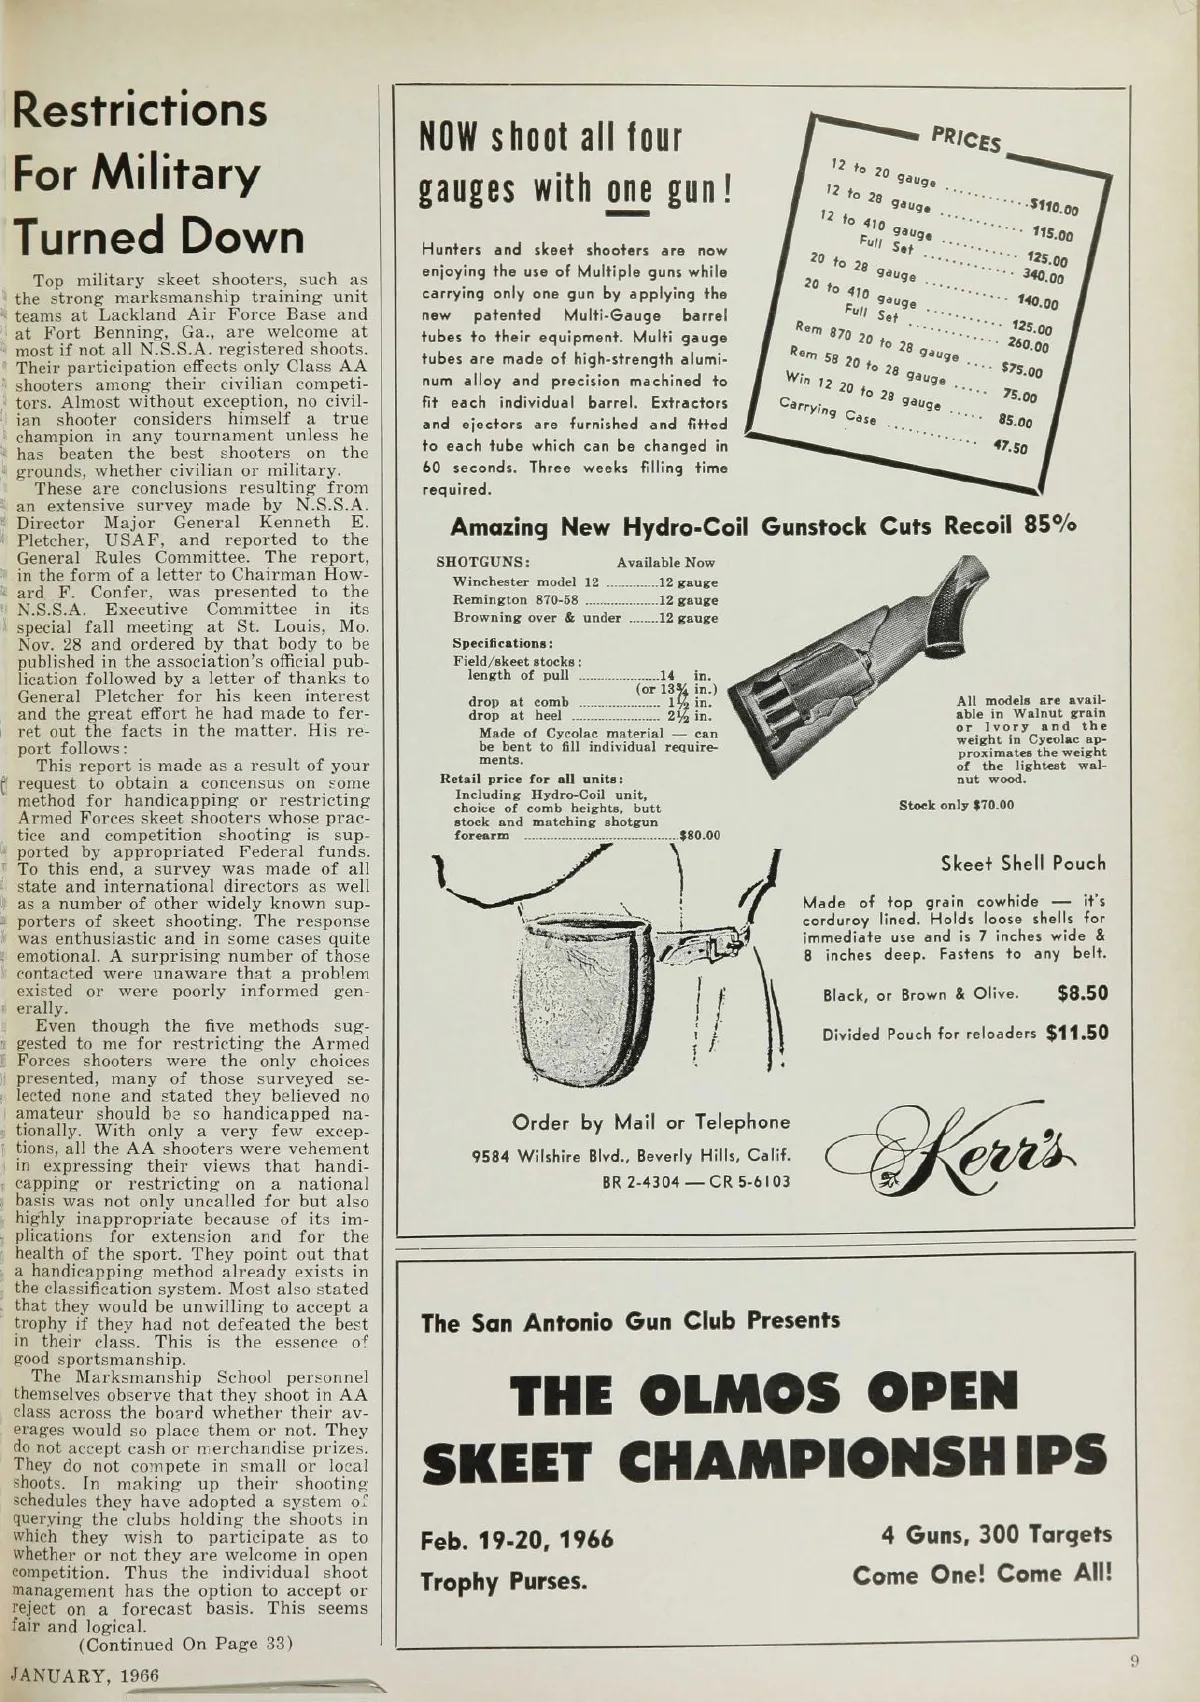 Restrictions
For Military
Turned Down
Top military skeet shooters, such as
the strong marksmanship training unit
teams at Lackland Air Force Base and
at Fort Benning, Ga., are welcome at
most if not all N.S.S.A. registered shoots.
Their participation effects only Class AA
shooters among their civilian competi-
tors. Almost without exception, no civil-
ian shooter considers himself a true
champion in any tournament unless he
has beaten the best shooters on the
grounds, whether civilian or military.
These are conclusions resulting from
an extensive survey made by N.S.S.A.
Director Major General Kenneth E.
Pletcher, USAF, and reported to the
General Rules Committee. The report,
in the form of a letter to Chairman How-
ard F. Confer, was presented to the
N.S.S.A. Executive Committee in its
special fall meeting at St. Louis, Mo.
Nov. 28 and ordered by that body to be
published in the association's official pub-
lication followed by a letter of thanks to
General Pletcher for his keen interest
and the great effort he had made to fer-
ret out the facts in the matter. His re-
port follows:
This report is made as a result of your
request to obtain a concensus on some
method for handicapping or restricting
Armed Forces skeet shooters whose prac-
tice and competition shooting is sup-
ported by appropriated Federal funds.
To this end, a survey was made of all
state and international directors as well
as a number of other widely known sup-
porters of skeet shooting. The response
was enthusiastic and in some cases quite
emotional. A surprising number of those
contacted were unaware that a problem
existed or were poorly informed gen-
erally.
Even though the five methods sug-
gested to me for restricting the Armed
Forces shooters were the only choices
presented, many of those surveyed se-
lected none and stated they believed no
amateur should be so handicapped na-
tionally. With only a very few excep-
tions, all the AA shooters were vehement
in expressing their views that handi-
capping or restricting on a national
basis was not only uncalled for but also
highly inappropriate because of its im-
plications for extension and for the
health of the sport. They point out that
a handicapping method already exists in
the classification system. Most also stated
that they would be unwilling to accept a
trophy if they had not defeated the best
in their class. This is the essence of
good sportsmanship.
The Marksmanship School personnel
themselves observe that they shoot in AA
class across the board whether their av-
erages would so place them or not. They
do not accept cash or merchandise prizes.
They do not compete in small or local
shoots. In making up their shooting
schedules they have adopted a system of
querying the clubs holding the shoots in
which they wish to participate as to
whether or not they are welcome in open
competition. Thus the individual shoot
management has the option to accept or
reject on a forecast basis. This seems
fair and logical.
(Continued On Page 33)
JANUARY, 1966
NOW shoot all four
gauges with one gun!
Hunters and skeet shooters are now
enjoying the use of Multiple guns while
carrying only one gun by applying the
new patented Multi-Gauge barrel
tubes to their equipment. Multi gauge
tubes are made of high-strength alumi-
num alloy and precision machined to
fit each individual barrel. Extractors
and ejectors are furnished and fitted
to each tube which can be changed in
60 seconds. Three weeks filling time
required.
PRICES
12 to 20 gauge ............$110.00
12 to 28 gauge ............ 115.00
12 to 410 gauge ........... 125.00
Full Set ............. 340.00
20 to 28 gauge ............ 140.00
20 to 410 gauge ........... 125.00
Full Set ............. 260.00
Rem 870 20 to 28 gauge .... $75.00
Rem 58 20 to 28 gauge ..... 75.00
Win 12 20 to 28 gauge ..... 85.00
Carrying Case ............. 47.50
Amazing New Hydro-Coil Gunstock Cuts Recoil 85%
SHOTGUNS: Available Now
Winchester model 12 ............12 gauge
Remington 870-58 .................12 gauge
Browning over & under .......12 gauge
Specifications:
Field/skeet stocks:
length of pull ...................14 in.
(or 13¾ in.)
drop at comb ................... 1½ in.
drop at heel ..................... 2½ in.
Made of Cycolac material — can
be bent to fill individual require-
ments.
Retail price for all units:
Including Hydro-Coil unit,
choice of comb heights, butt
stock and matching shotgun
forearm ....................................$80.00
All models are avail-
able in Walnut grain
or Ivory and the
weight in Cycolac ap-
proximates the weight
of the lightest wal-
nut wood.
Stock only $70.00
Skeet Shell Pouch
Made of top grain cowhide — it's
corduroy lined. Holds loose shells for
immediate use and is 7 inches wide &
8 inches deep. Fastens to any belt.
Black, or Brown & Olive. $8.50
Divided Pouch for reloaders $11.50
Order by Mail or Telephone
9584 Wilshire Blvd., Beverly Hills, Calif.
BR 2-4304 — CR 5-6103
Kerr's
The San Antonio Gun Club Presents
THE OLMOS OPEN
SKEET CHAMPIONSHIPS
Feb. 19-20, 1966
4 Guns, 300 Targets
Trophy Purses.
Come One! Come All!
9